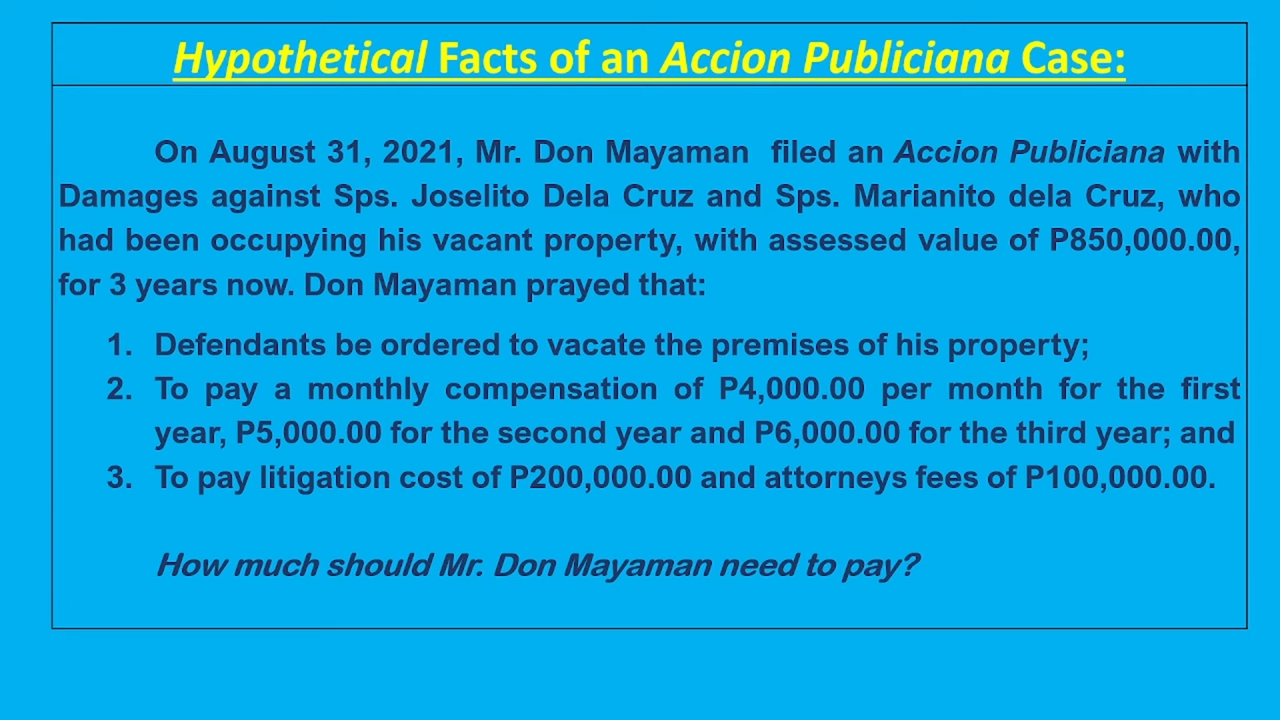 Hypothetical Facts of an Accion Publiciana Case:
On August 31, 2021, Mr. Don Mayaman filed an Accion Publiciana with
Damages against Sps. Joselito Dela Cruz and Sps. Marianito dela Cruz, who
had been occupying his vacant property, with assessed value of P850,000.00,
for 3 years now. Don Mayaman prayed that:
1. Defendants be ordered to vacate the premises of his property;
2. To pay a monthly compensation of P4,000.00 per month for the first
year, P5,000.00 for the second year and P6,000.00 for the third year; and
3. To pay litigation cost of P200,000.00 and attorneys fees of P100,000.00.
How much should Mr. Don Mayaman need to pay?